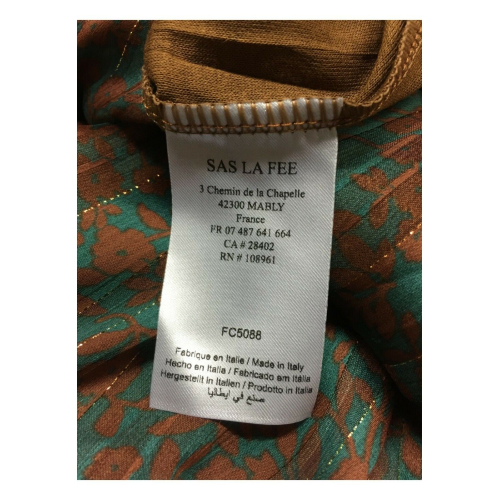 SAS LA FEE
3 Chemin de la Chapelle
42300 MABLY
France
FR 07 487 641 664
CA # 28402
RN # 108961
FC5088
Fabrique en Italie / Made in Italy
Hecho en Italia / Fabricado em Itália
Hergestellt in Italien / Prodotto in Italia
صنع في ايطاليا